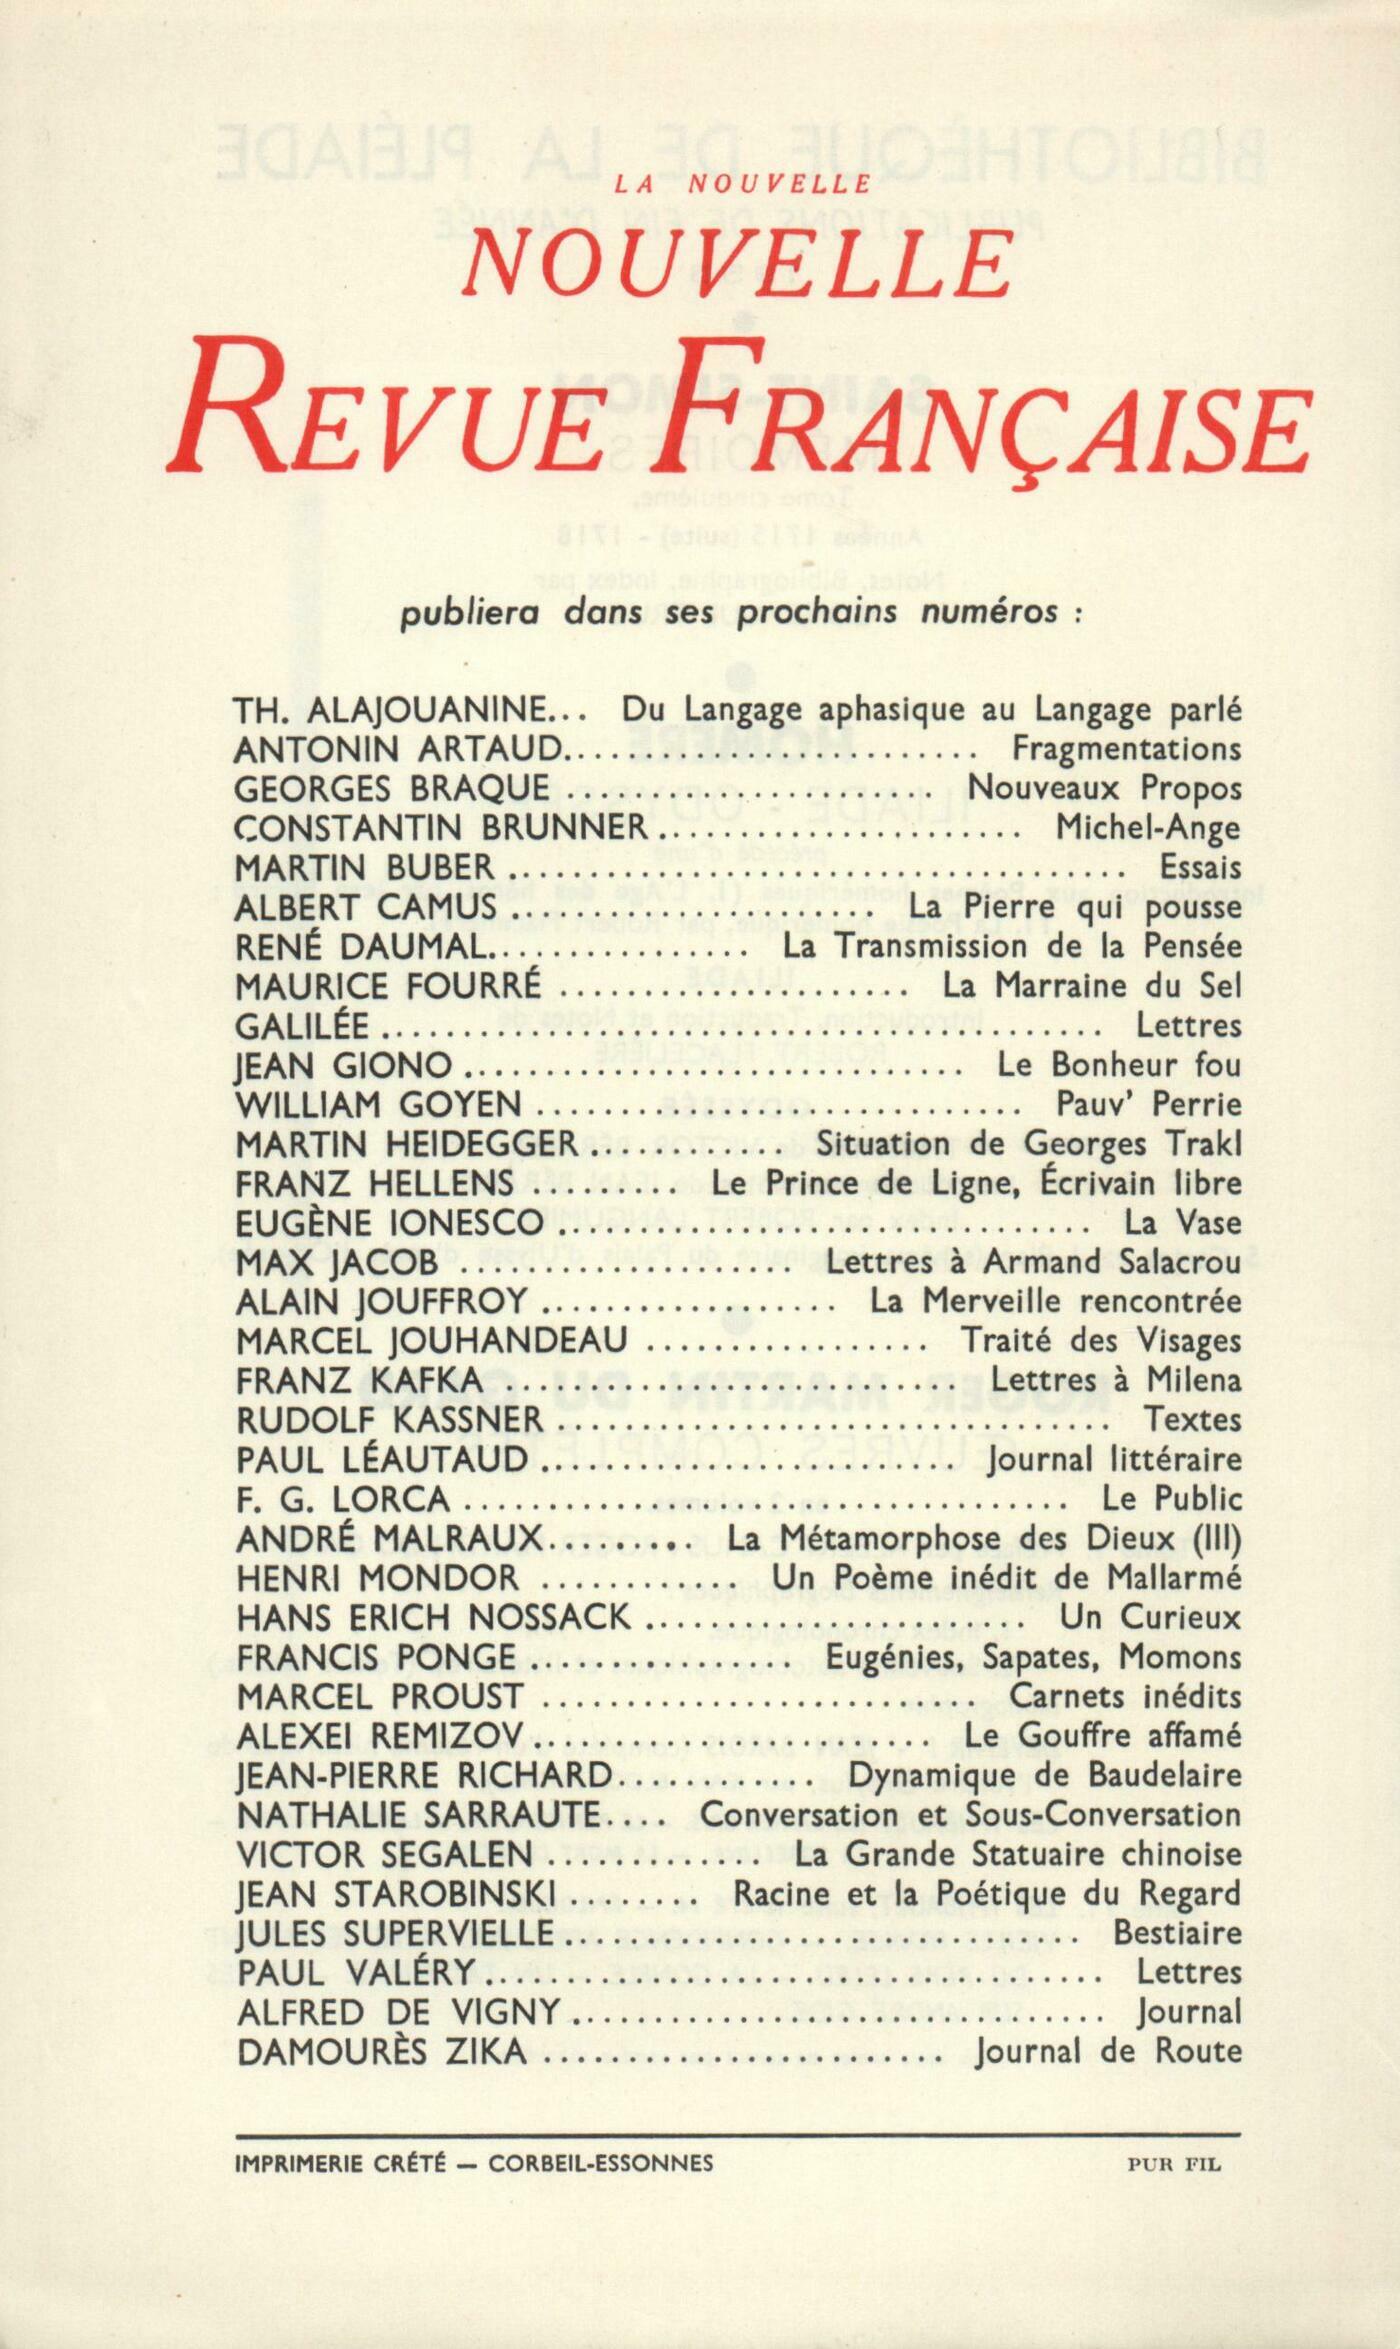 LA NOUVELLE
NOUVELLE
REVUE FRANÇAISE
publiera dans ses prochains numéros :
TH. ALAJOUANINE... Du Langage aphasique au Langage parlé
ANTONIN ARTAUD........................ Fragmentations
GEORGES BRAQUE ...................... Nouveaux Propos
CONSTANTIN BRUNNER...................... Michel-Ange
MARTIN BUBER..................................... Essais
ALBERT CAMUS...................... La Pierre qui pousse
RENÉ DAUMAL................ La Transmission de la Pensée
MAURICE FOURRÉ ..................... La Marraine du Sel
GALILÉE........................................... Lettres
JEAN GIONO.............................. Le Bonheur fou
WILLIAM GOYEN ............................. Pauv' Perrie
MARTIN HEIDEGGER............ Situation de Georges Trakl
FRANZ HELLENS ......... Le Prince de Ligne, Écrivain libre
EUGÈNE IONESCO................................ La Vase
MAX JACOB .................... Lettres à Armand Salacrou
ALAIN JOUFFROY.................. La Merveille rencontrée
MARCEL JOUHANDEAU ................. Traité des Visages
FRANZ KAFKA ........................... Lettres à Milena
RUDOLF KASSNER ................................. Textes
PAUL LÉAUTAUD......................... Journal littéraire
F. G. LORCA.................................... Le Public
ANDRÉ MALRAUX......... La Métamorphose des Dieux (III)
HENRI MONDOR ............ Un Poème inédit de Mallarmé
HANS ERICH NOSSACK....................... Un Curieux
FRANCIS PONGE................ Eugénies, Sapates, Momons
MARCEL PROUST .......................... Carnets inédits
ALEXEI REMIZOV........................ Le Gouffre affamé
JEAN-PIERRE RICHARD............ Dynamique de Baudelaire
NATHALIE SARRAUTE.... Conversation et Sous-Conversation
VICTOR SEGALEN ............. La Grande Statuaire chinoise
JEAN STAROBINSKI ........ Racine et la Poétique du Regard
JULES SUPERVIELLE............................... Bestiaire
PAUL VALÉRY..................................... Lettres
ALFRED DE VIGNY................................ Journal
DAMOURÈS ZIKA ........................ Journal de Route
IMPRIMERIE CRÉTÉ — CORBEIL-ESSONNES PUR FIL